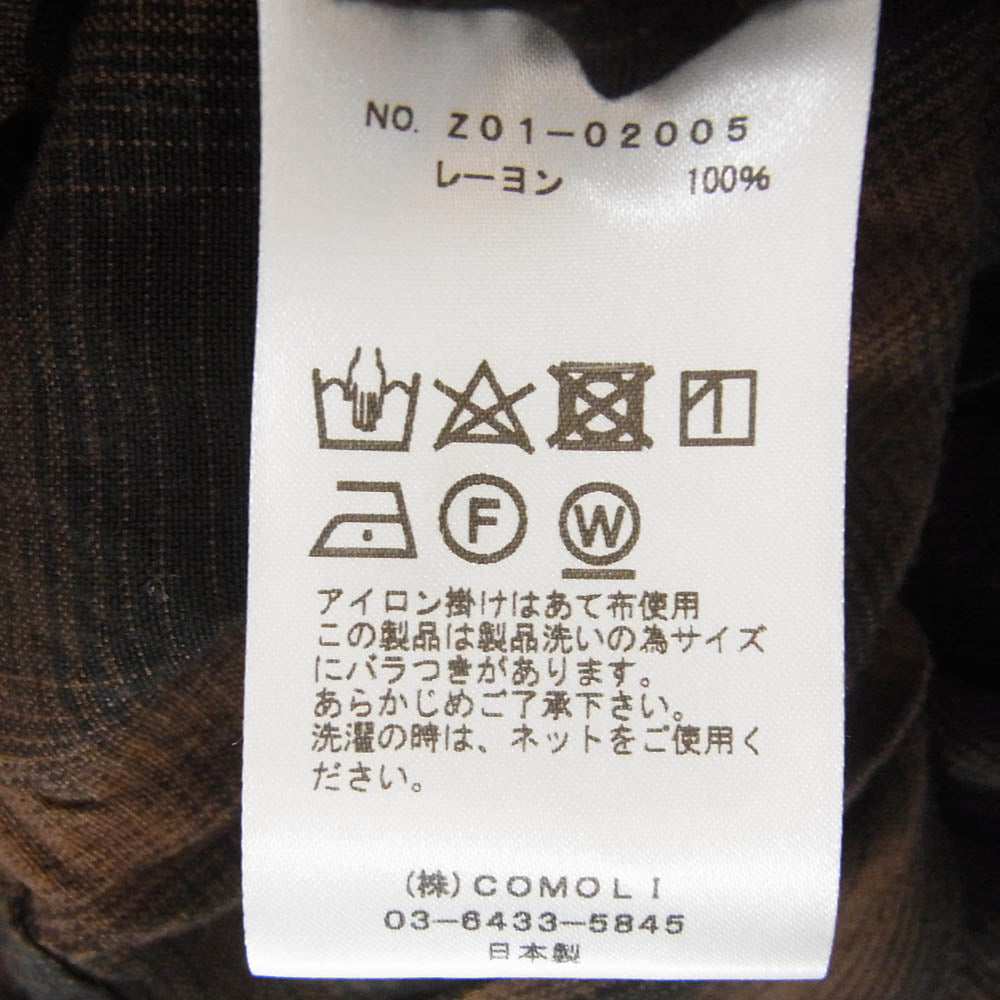 NO. Z01-02005
レーヨン 100%
F W
アイロン掛けはあて布使用
この製品は製品洗いの為サイズ
にバラつきがあります。
あらかじめご了承下さい。
洗濯の時は、ネットをご使用く
ださい。
(株)COMOLI
03-6433-5845
日本製